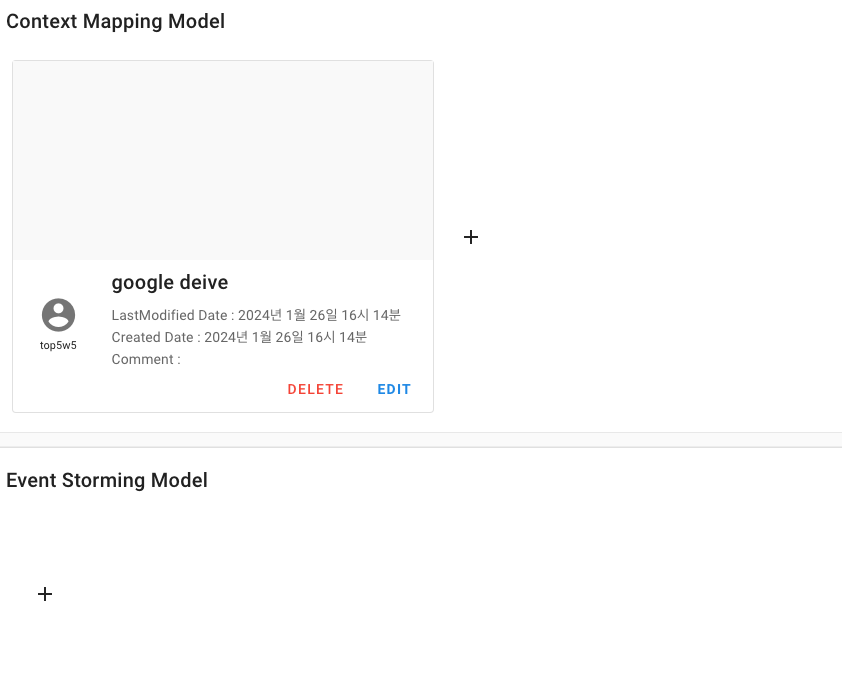 Context Mapping Model
google deive
LastModified Date : 2024년 1월 26일 16시 14분
Created Date : 2024년 1월 26일 16시 14분
Comment :
top5w5
DELETE EDIT
Event Storming Model